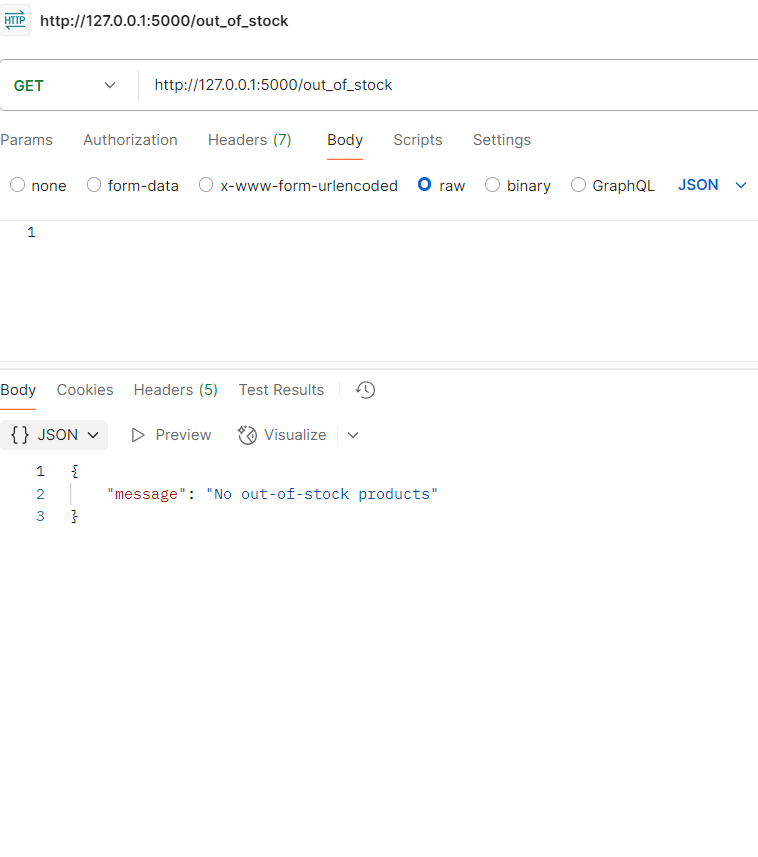 HTTP http://127.0.0.1:5000/out_of_stock
GET http://127.0.0.1:5000/out_of_stock
Params Authorization Headers (7) Body Scripts Settings
none form-data x-www-form-urlencoded raw binary GraphQL JSON
1
Body Cookies Headers (5) Test Results
{} JSON Preview Visualize
1 {
2 "message": "No out-of-stock products"
3 }